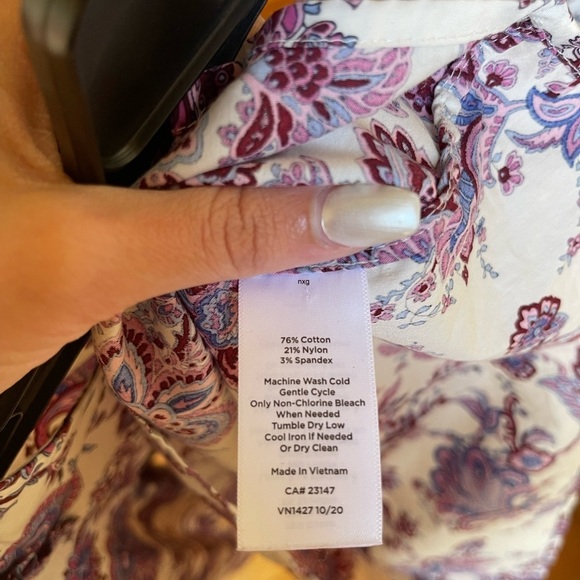 nxg
76% Cotton
21% Nylon
3% Spandex
Machine Wash Cold
Gentle Cycle
Only Non-Chlorine Bleach
When Needed
Tumble Dry Low
Cool Iron If Needed
Or Dry Clean
Made in Vietnam
CA# 23147
VN1427 10/20